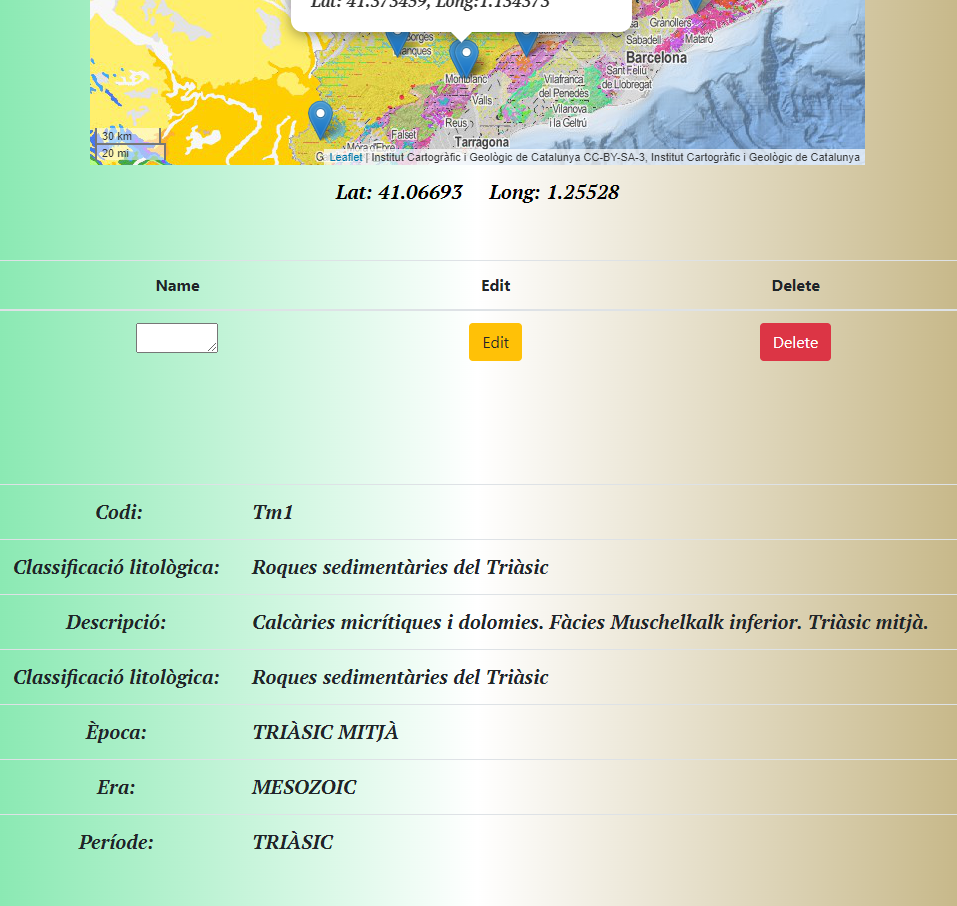 Lat: 41.373459, Long:1.134373
Borges
anques
Granollers
Sabadell
Mataró
Barcelona
Sant Feliu
de Llobregat
Montblanc
Vilafranca
del Penedès
Valls
Vilanova
i la Geltrú
Reus
Falset
Tarragona
Móra d'Ebre
30 km
20 mi
G
Leaflet | Institut Cartogràfic i Geològic de Catalunya CC-BY-SA-3, Institut Cartogràfic i Geològic de Catalunya
Lat: 41.06693 Long: 1.25528
Name Edit Delete
Edit Delete
Codi: Tm1
Classificació litològica: Roques sedimentàries del Triàsic
Descripció: Calcàries micrítiques i dolomies. Fàcies Muschelkalk inferior. Triàsic mitjà.
Classificació litològica: Roques sedimentàries del Triàsic
Època: TRIÀSIC MITJÀ
Era: MESOZOIC
Període: TRIÀSIC